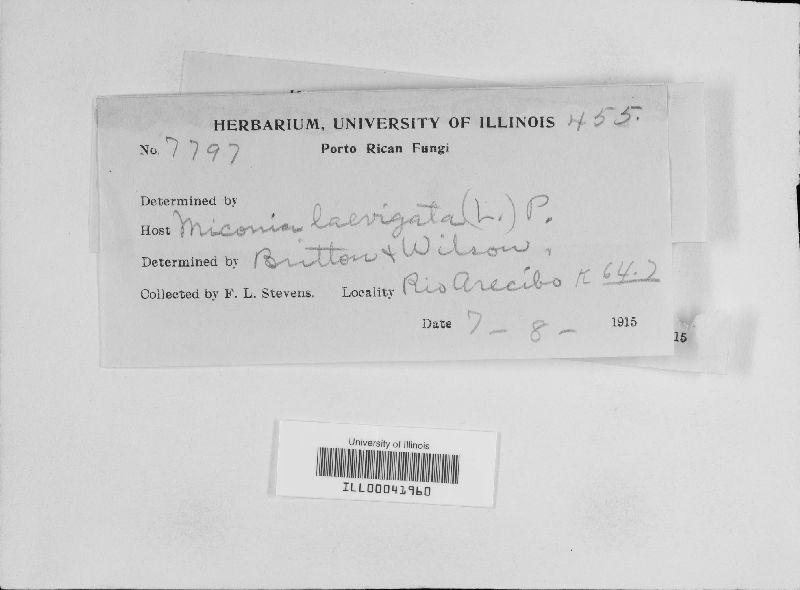 HERBARIUM, UNIVERSITY OF ILLINOIS 455.
No. 7797 Porto Rican Fungi
Determined by
Host Miconia laevigata (L.) P.
Determined by Britton & Wilson.
Collected by F. L. Stevens. Locality Rio Arecibo K 64.2
Date 7-8- 1915
15
University of Illinois
ILL00041960